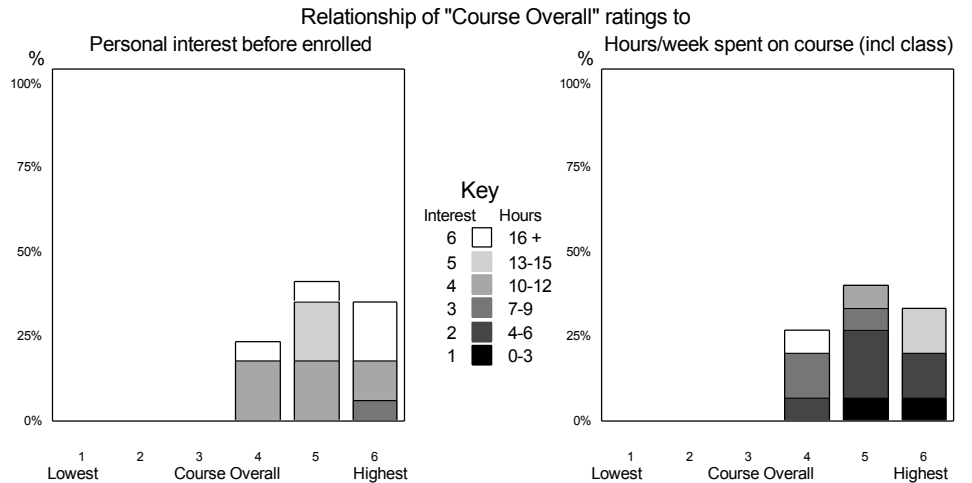 Relationship of "Course Overall" ratings to
Personal interest before enrolled
%
100%
75%
50%
25%
0%
1 2 3 4 5 6
Lowest Course Overall Highest
Key
Interest Hours
6 16 +
5 13-15
4 10-12
3 7-9
2 4-6
1 0-3
Hours/week spent on course (incl class)
%
100%
75%
50%
25%
0%
1 2 3 4 5 6
Lowest Course Overall Highest